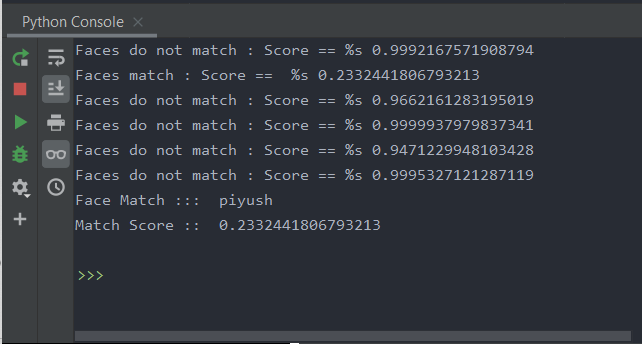 Python Console
Faces do not match : Score == %s 0.9992167571908794
Faces match : Score ==  %s 0.2332441806793213
Faces do not match : Score == %s 0.9662161283195019
Faces do not match : Score == %s 0.9999937979837341
Faces do not match : Score == %s 0.9471229948103428
Faces do not match : Score == %s 0.9995327121287119
Face Match :::  piyush
Match Score ::  0.2332441806793213
>>>